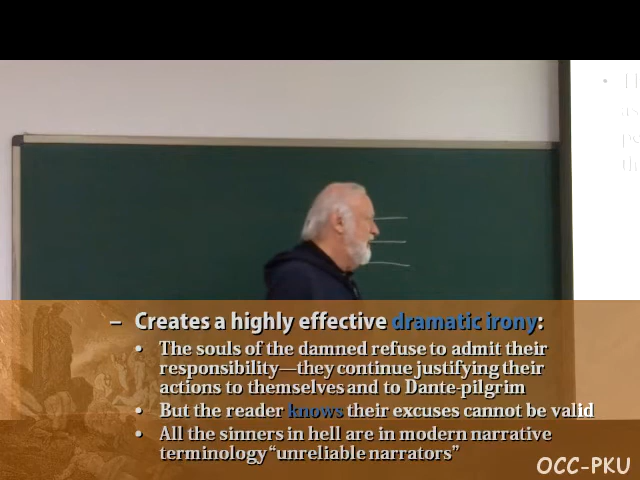 – Creates a highly effective dramatic irony:
• The souls of the damned refuse to admit their
responsibility—they continue justifying their
actions to themselves and to Dante-pilgrim
• But the reader knows their excuses cannot be valid
• All the sinners in hell are in modern narrative
terminology “unreliable narrators”
OCC-PKU